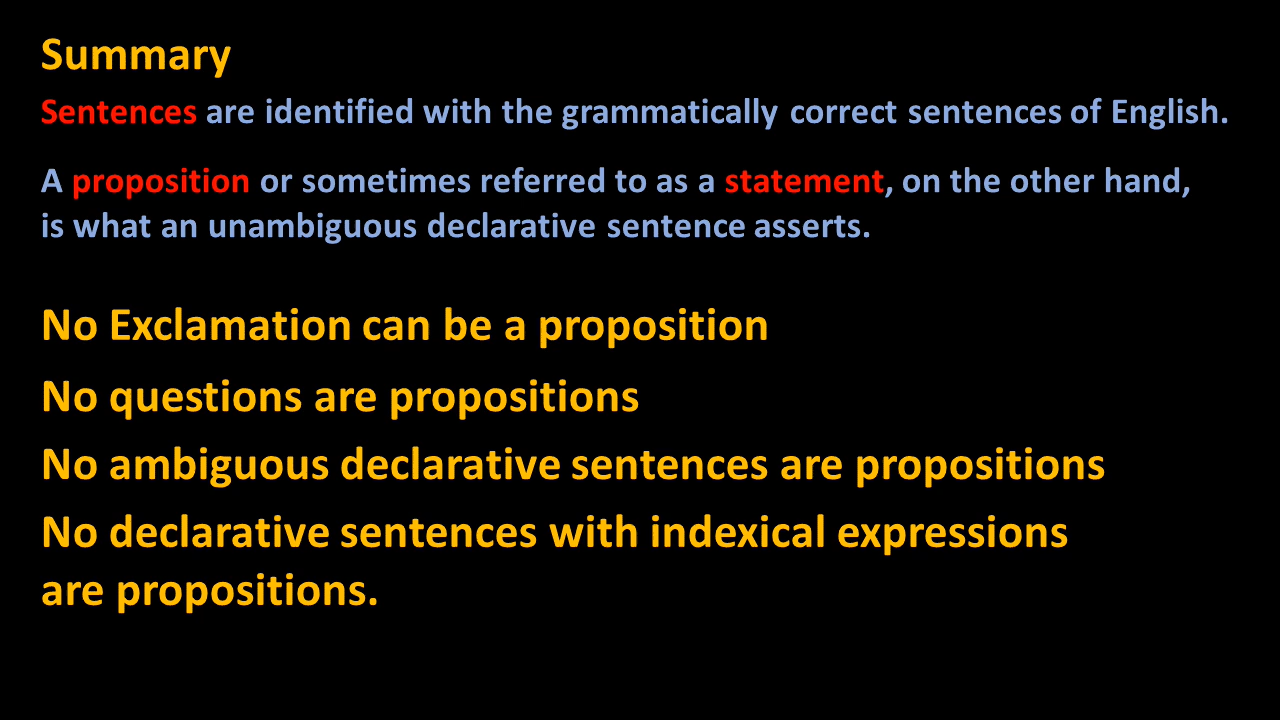 Summary
Sentences are identified with the grammatically correct sentences of English.
A proposition or sometimes referred to as a statement, on the other hand,
is what an unambiguous declarative sentence asserts.
No Exclamation can be a proposition
No questions are propositions
No ambiguous declarative sentences are propositions
No declarative sentences with indexical expressions
are propositions.